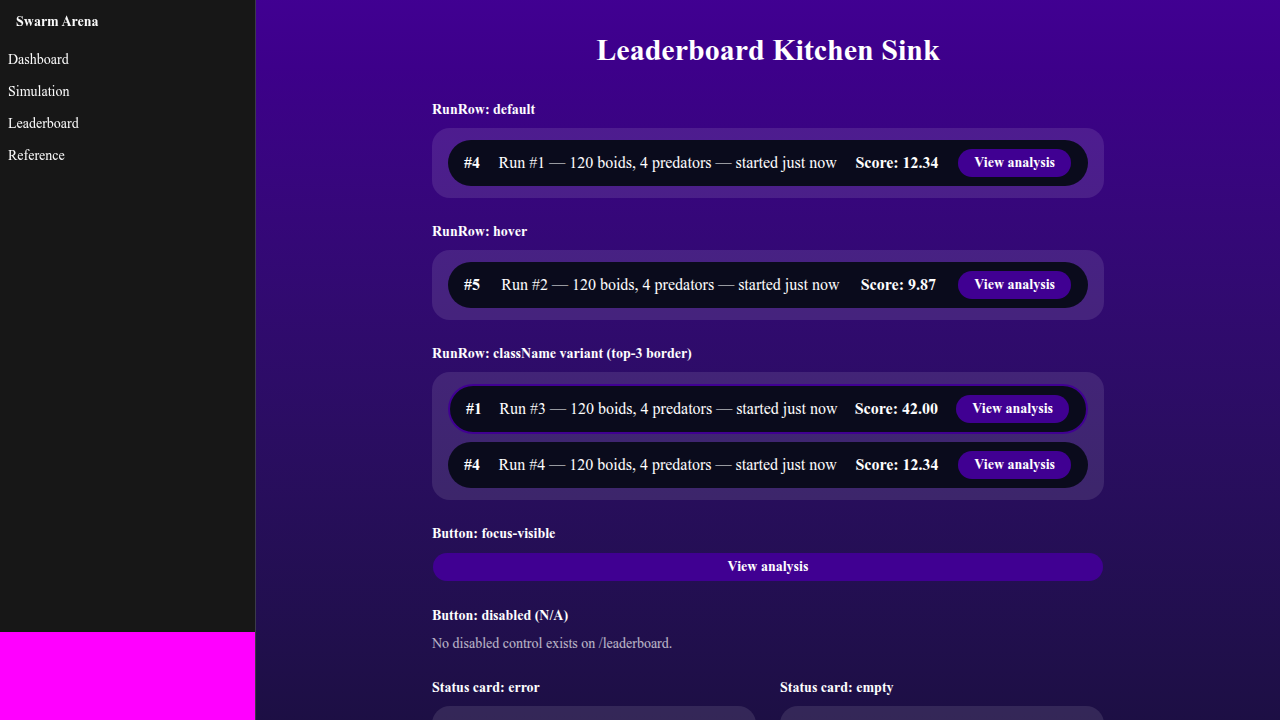 Swarm Arena
Dashboard
Simulation
Leaderboard
Reference
Leaderboard Kitchen Sink
RunRow: default
#4 Run #1 — 120 boids, 4 predators — started just now Score: 12.34 View analysis
RunRow: hover
#5 Run #2 — 120 boids, 4 predators — started just now Score: 9.87 View analysis
RunRow: className variant (top-3 border)
#1 Run #3 — 120 boids, 4 predators — started just now Score: 42.00 View analysis
#4 Run #4 — 120 boids, 4 predators — started just now Score: 12.34 View analysis
Button: focus-visible
View analysis
Button: disabled (N/A)
No disabled control exists on /leaderboard.
Status card: error Status card: empty